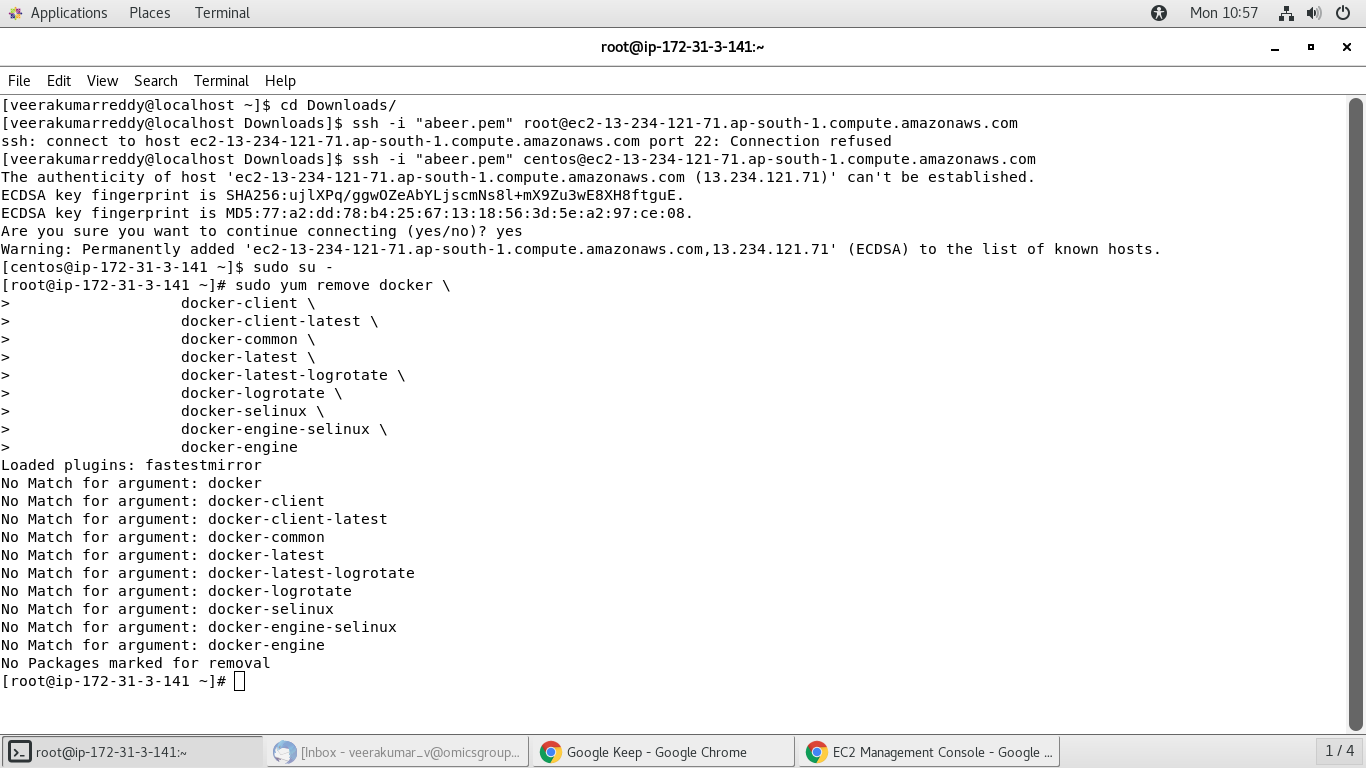 Applications Places Terminal Mon 10:57
root@ip-172-31-3-141:~
File Edit View Search Terminal Help
[veerakumarreddy@localhost ~]$ cd Downloads/
[veerakumarreddy@localhost Downloads]$ ssh -i "abeer.pem" root@ec2-13-234-121-71.ap-south-1.compute.amazonaws.com
ssh: connect to host ec2-13-234-121-71.ap-south-1.compute.amazonaws.com port 22: Connection refused
[veerakumarreddy@localhost Downloads]$ ssh -i "abeer.pem" centos@ec2-13-234-121-71.ap-south-1.compute.amazonaws.com
The authenticity of host 'ec2-13-234-121-71.ap-south-1.compute.amazonaws.com (13.234.121.71)' can't be established.
ECDSA key fingerprint is SHA256:ujlXPq/ggwOZeAbYLjscmNs8l+mX9Zu3wE8XH8ftguE.
ECDSA key fingerprint is MD5:77:a2:dd:78:b4:25:67:13:18:56:3d:5e:a2:97:ce:08.
Are you sure you want to continue connecting (yes/no)? yes
Warning: Permanently added 'ec2-13-234-121-71.ap-south-1.compute.amazonaws.com,13.234.121.71' (ECDSA) to the list of known hosts.
[centos@ip-172-31-3-141 ~]$ sudo su -
[root@ip-172-31-3-141 ~]# sudo yum remove docker \
>                   docker-client \
>                   docker-client-latest \
>                   docker-common \
>                   docker-latest \
>                   docker-latest-logrotate \
>                   docker-logrotate \
>                   docker-selinux \
>                   docker-engine-selinux \
>                   docker-engine
Loaded plugins: fastestmirror
No Match for argument: docker
No Match for argument: docker-client
No Match for argument: docker-client-latest
No Match for argument: docker-common
No Match for argument: docker-latest
No Match for argument: docker-latest-logrotate
No Match for argument: docker-logrotate
No Match for argument: docker-selinux
No Match for argument: docker-engine-selinux
No Match for argument: docker-engine
No Packages marked for removal
[root@ip-172-31-3-141 ~]#
root@ip-172-31-3-141:~ [Inbox - veerakumar_v@omicsgroup... Google Keep - Google Chrome EC2 Management Console - Google ... 1 / 4